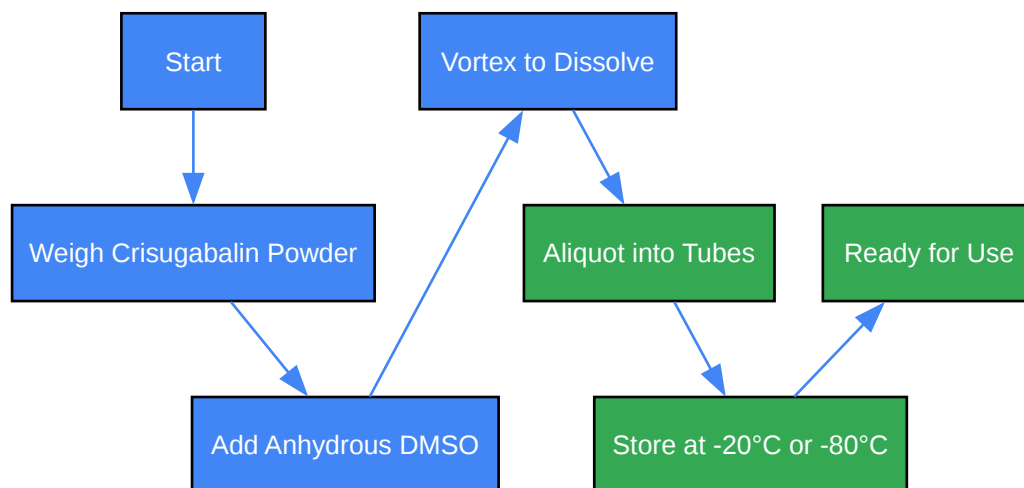 Start
Weigh Crisugabalin Powder
Add Anhydrous DMSO
Vortex to Dissolve
Aliquot into Tubes
Store at -20°C or -80°C
Ready for Use